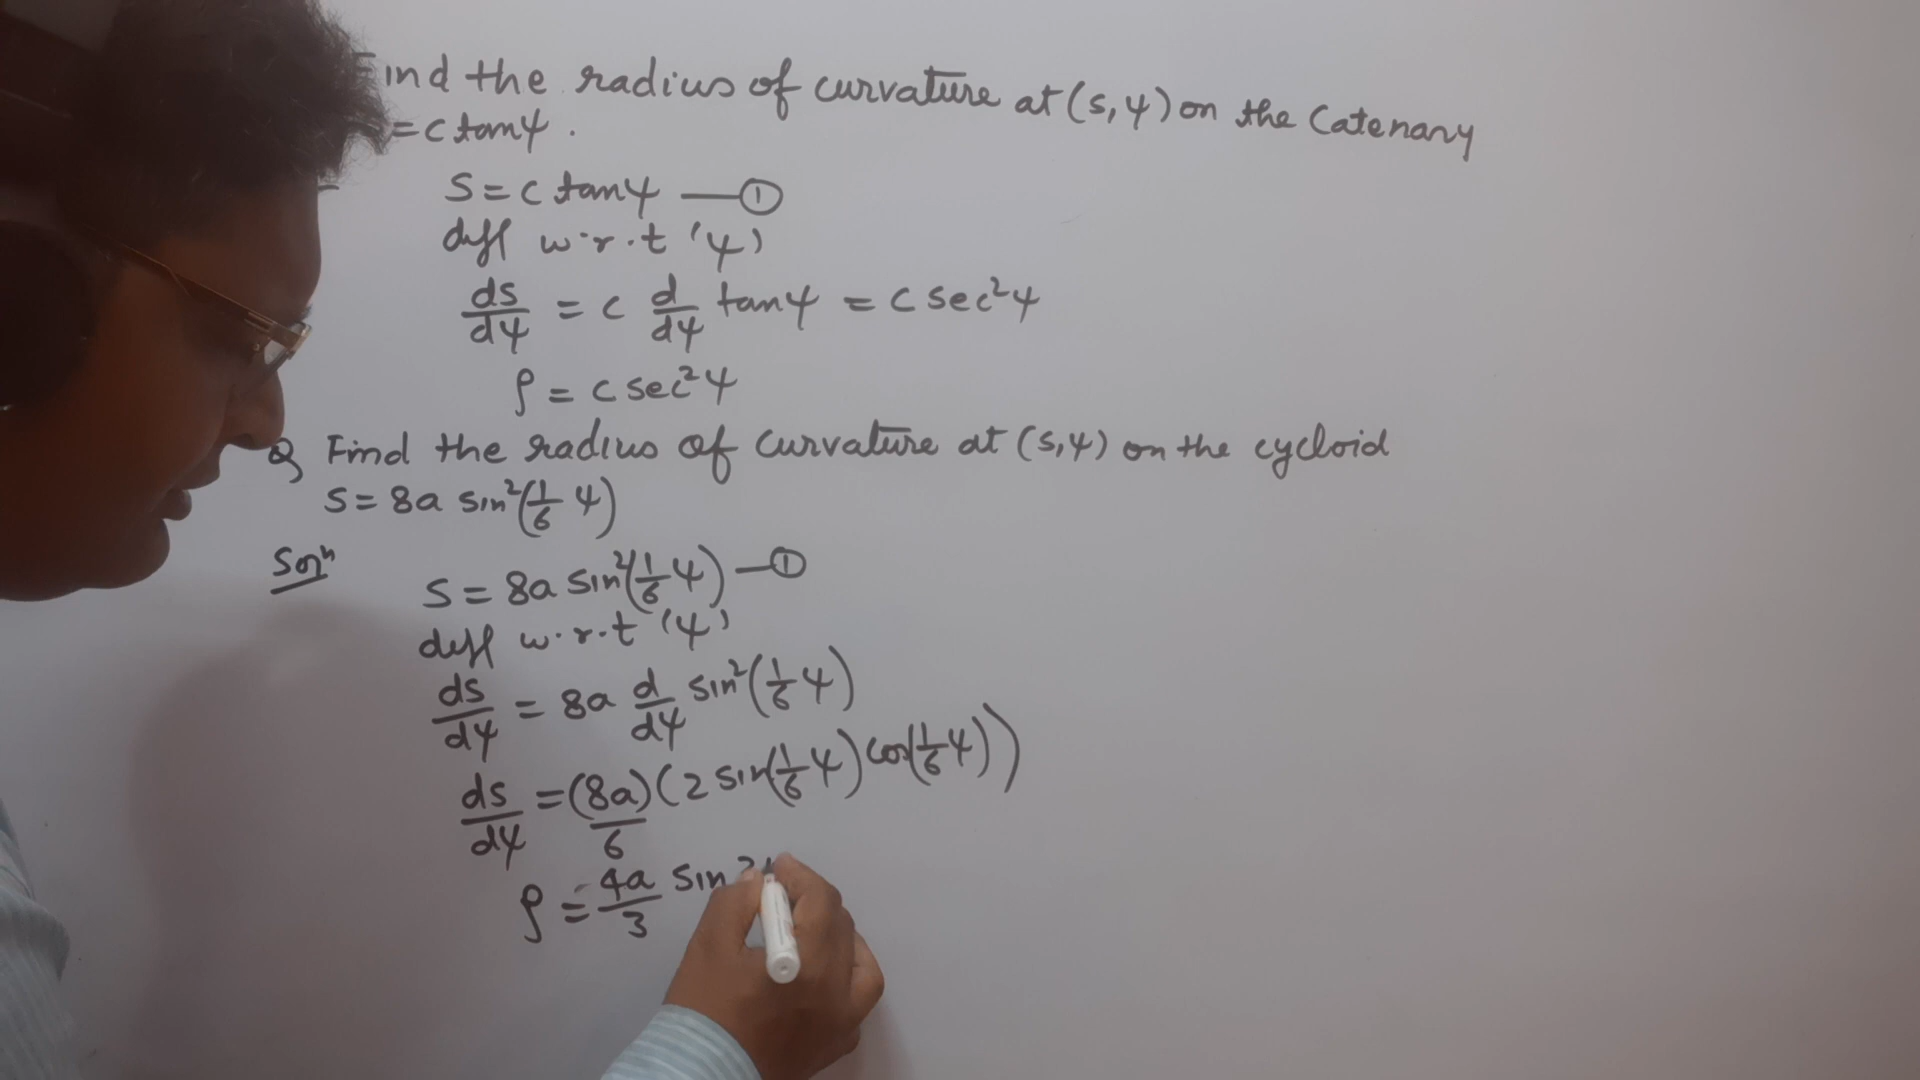 ind the radius of curvature at (s,ψ) on the Catenary
= c tanψ .
S = c tanψ — ①
diff w.r.t 'ψ'
ds/dψ = c d/dψ tanψ = c sec²ψ
ρ = c sec²ψ
Q Find the radius of curvature at (s,ψ) on the cycloid
S = 8a sin²(1/6 ψ)
Solⁿ
S = 8a sin²(1/6 ψ) — ①
diff w.r.t 'ψ'
ds/dψ = 8a d/dψ sin²(1/6 ψ)
ds/dψ = (8a)/6 (2 sin(1/6 ψ) cos(1/6 ψ))
ρ = 4a/3 sin 2